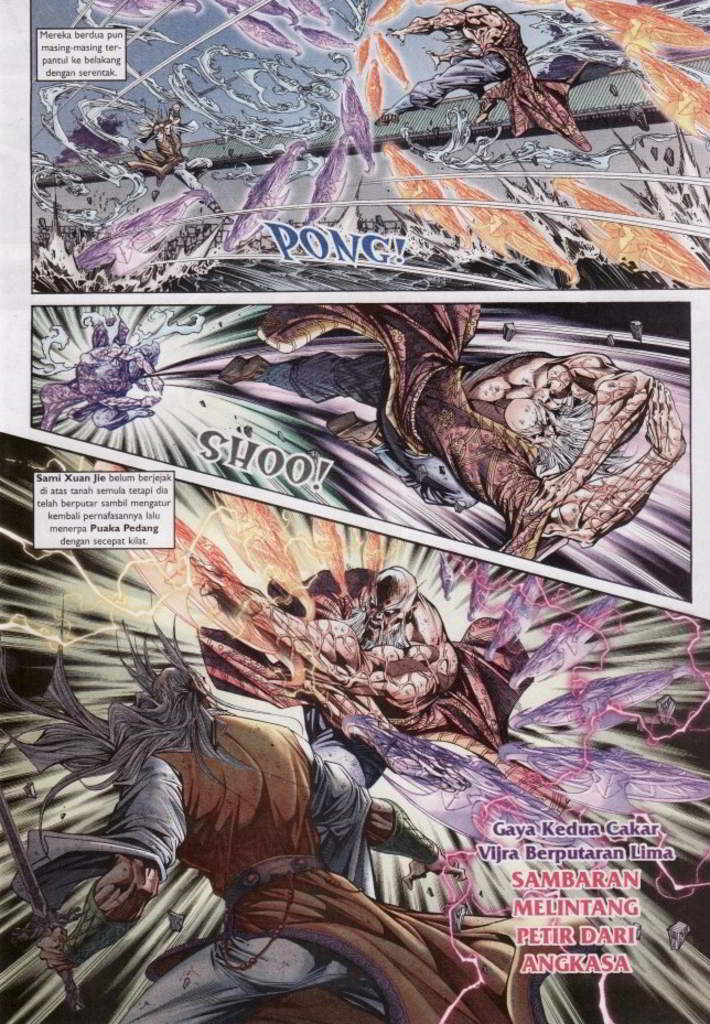 Mereka berdua pun
masing-masing ter-
pantul ke belakang
dengan serentak.
PONG!
SHOO!
Sami Xuan Jie belum berjejak
di atas tanah semula tetapi dia
telah berputar sambil mengatur
kembali pernafasannya lalu
menerpa Puaka Pedang
dengan secepat kilat.
Gaya Kedua Cakar
Vijra Berputaran Lima
SAMBARAN
MELINTANG
PETIR DARI
ANGKASA